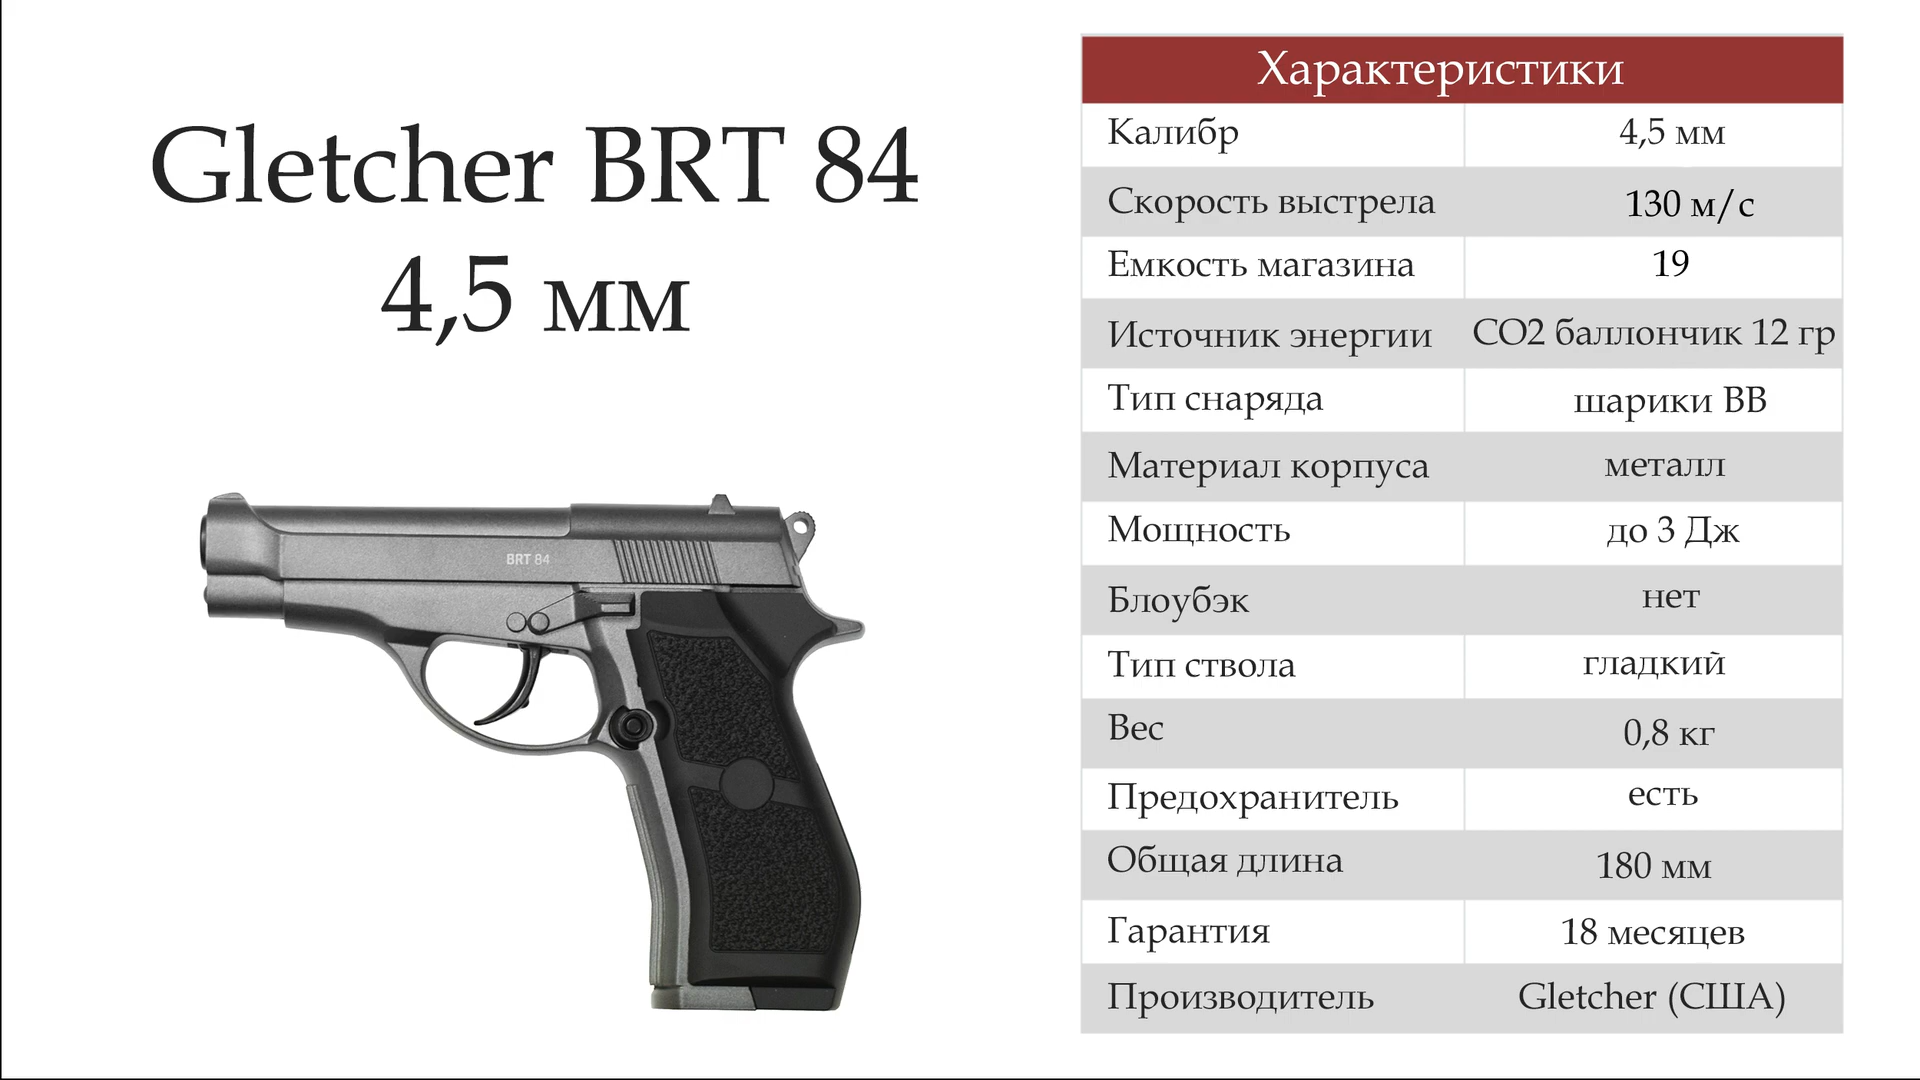 Gletcher BRT 84
4,5 мм
BRT 84
Характеристики
Калибр 4,5 мм
Скорость выстрела 130 м/с
Емкость магазина 19
Источник энергии CO2 баллончик 12 гр
Тип снаряда шарики BB
Материал корпуса металл
Мощность до 3 Дж
Блоубэк нет
Тип ствола гладкий
Вес 0,8 кг
Предохранитель есть
Общая длина 180 мм
Гарантия 18 месяцев
Производитель Gletcher (США)